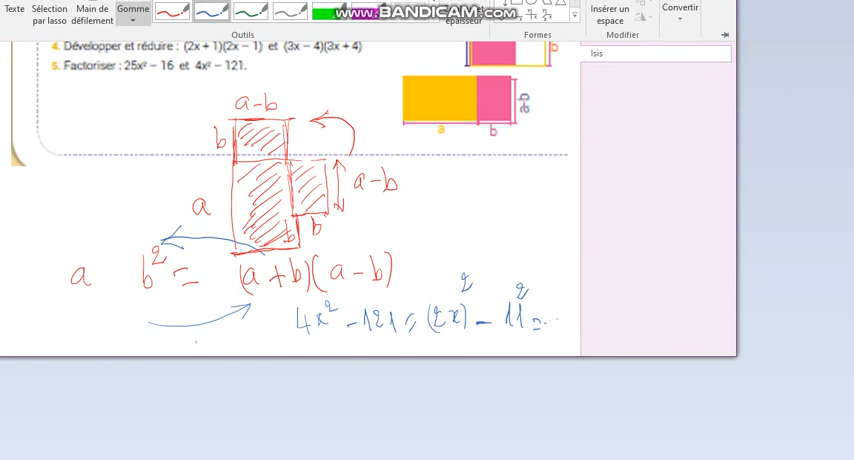 WWW.BANDICAM.COM
Texte Sélection par lasso Main de défilement Gomme épaisseur Insérer un espace Convertir
Outils Formes Modifier
4. Développer et réduire : (2x + 1)(2x − 1) et (3x − 4)(3x + 4)
5. Factoriser : 25x² − 16 et 4x² − 121.
Isis
b
a-b
a b
a-b
b
a
a-b
b
b
a b² = (a + b)(a - b)
4x² - 121 = (2x)² - 11² = ...